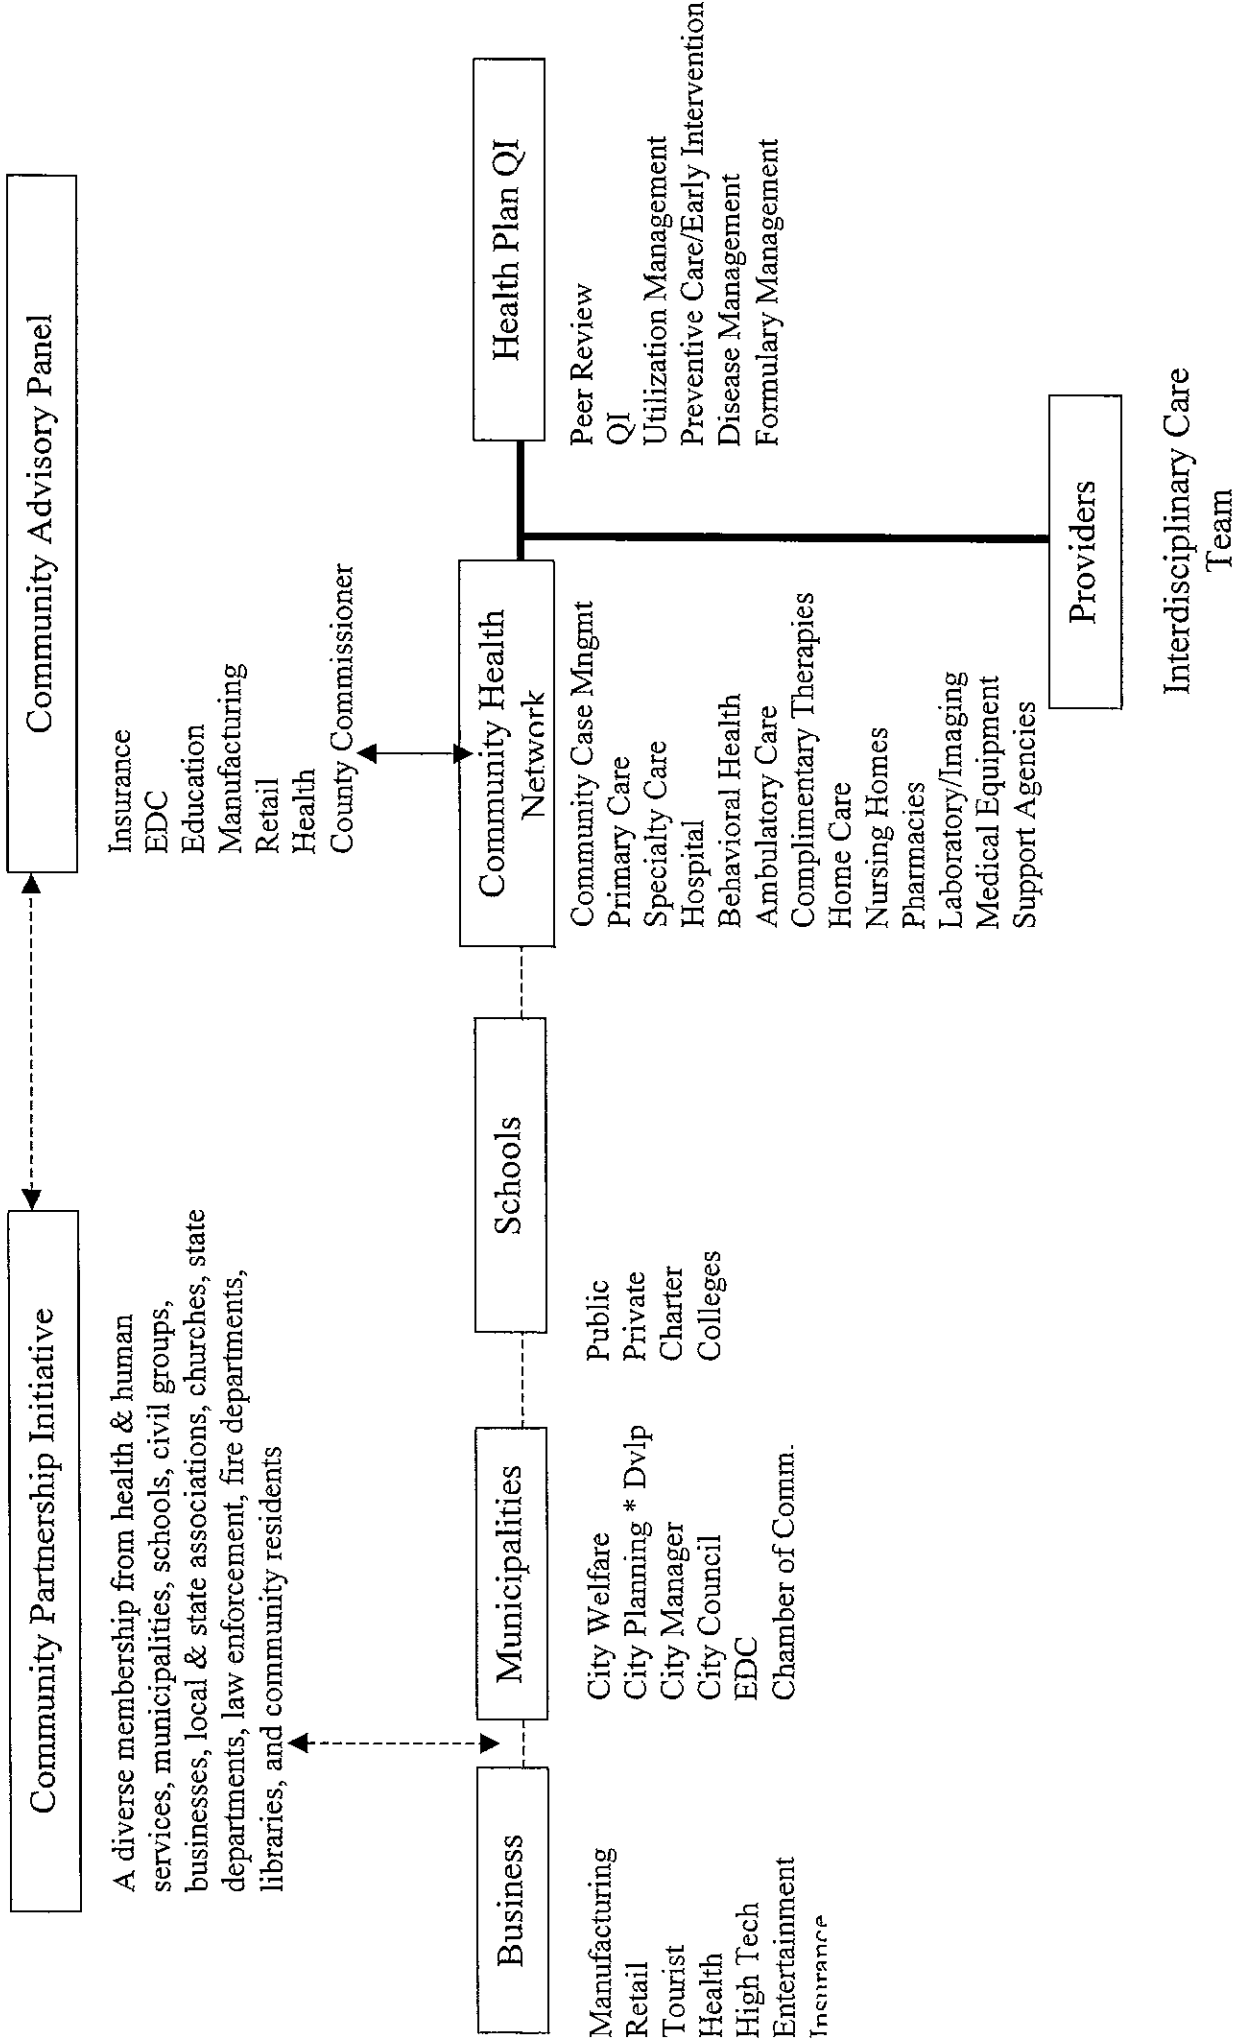 Community Partnership Initiative
A diverse membership from health & human
services, municipalities, schools, civil groups,
businesses, local & state associations, churches, state
departments, law enforcement, fire departments,
libraries, and community residents
Community Advisory Panel
Insurance
EDC
Education
Manufacturing
Retail
Health
County Commissioner
Business
Manufacturing
Retail
Tourist
Health
High Tech
Entertainment
Insurance
Municipalities
City Welfare
City Planning * Dvlp
City Manager
City Council
EDC
Chamber of Comm.
Schools
Public
Private
Charter
Colleges
Community Health
Network
Community Case Mngmt
Primary Care
Specialty Care
Hospital
Behavioral Health
Ambulatory Care
Complimentary Therapies
Home Care
Nursing Homes
Pharmacies
Laboratory/Imaging
Medical Equipment
Support Agencies
Health Plan QI
Peer Review
QI
Utilization Management
Preventive Care/Early Intervention
Disease Management
Formulary Management
Providers
Interdisciplinary Care
Team